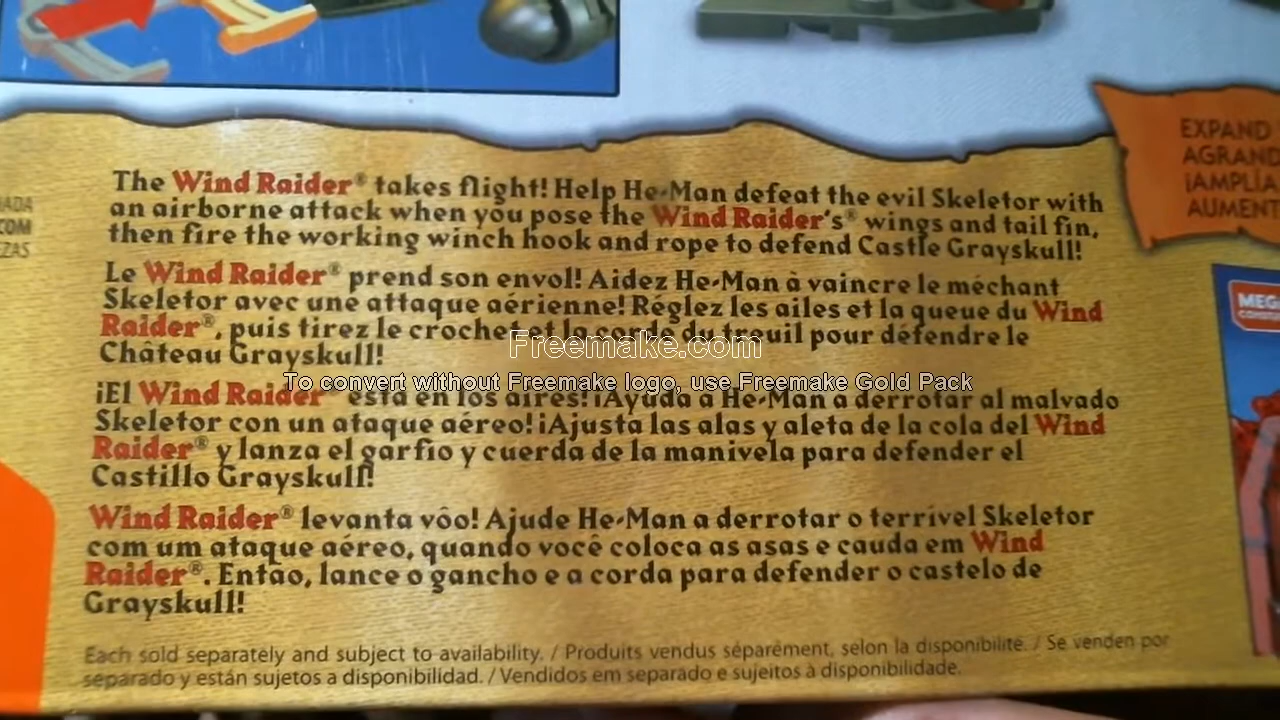 EXPAND
AGRAND
¡AMPLÍA
AUMENT
ADA
COM
ZAS
The Wind Raider® takes flight! Help He-Man defeat the evil Skeletor with
an airborne attack when you pose the Wind Raider's® wings and tail fin,
then fire the working winch hook and rope to defend Castle Grayskull!
Le Wind Raider® prend son envol! Aidez He-Man à vaincre le méchant
Skeletor avec une attaque aérienne! Réglez les ailes et la queue du Wind
Raider®, puis tirez le crochet et la corde du treuil pour défendre le
Château Grayskull!
Freemake.com
To convert without Freemake logo, use Freemake Gold Pack
¡El Wind Raider® está en los aires! ¡Ayuda a He-Man a derrotar al malvado
Skeletor con un ataque aéreo! ¡Ajusta las alas y aleta de la cola del Wind
Raider® y lanza el garfio y cuerda de la manivela para defender el
Castillo Grayskull!
Wind Raider® levanta vôo! Ajude He-Man a derrotar o terrível Skeletor
com um ataque aéreo, quando você coloca as asas e cauda em Wind
Raider®. Então, lance o gancho e a corda para defender o castelo de
Grayskull!
MEG
CONST
Each sold separately and subject to availability. / Produits vendus séparément, selon la disponibilité. / Se venden por
separado y están sujetos a disponibilidad. / Vendidos em separado e sujeitos à disponibilidade.